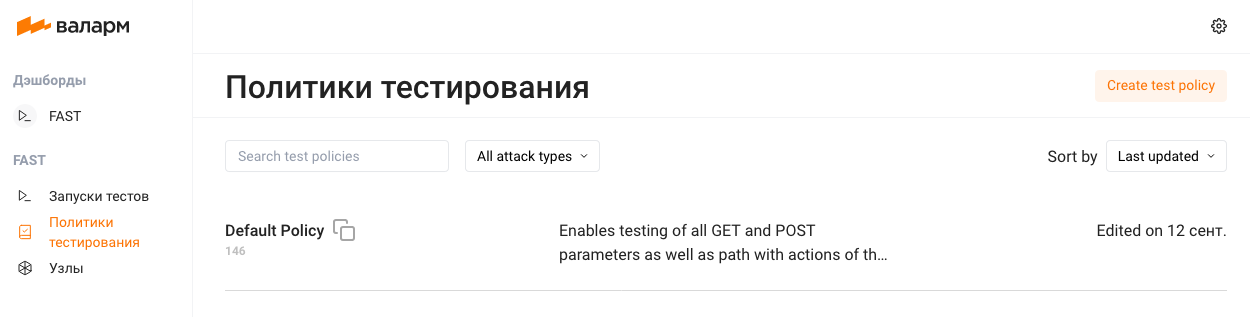 валарм
Дэшборды
FAST
FAST
Запуски тестов
Политики
тестирования
Узлы
Политики тестирования
Create test policy
Search test policies
All attack types
Sort by
Last updated
Default Policy
146
Enables testing of all GET and POST
parameters as well as path with actions of th…
Edited on 12 сент.